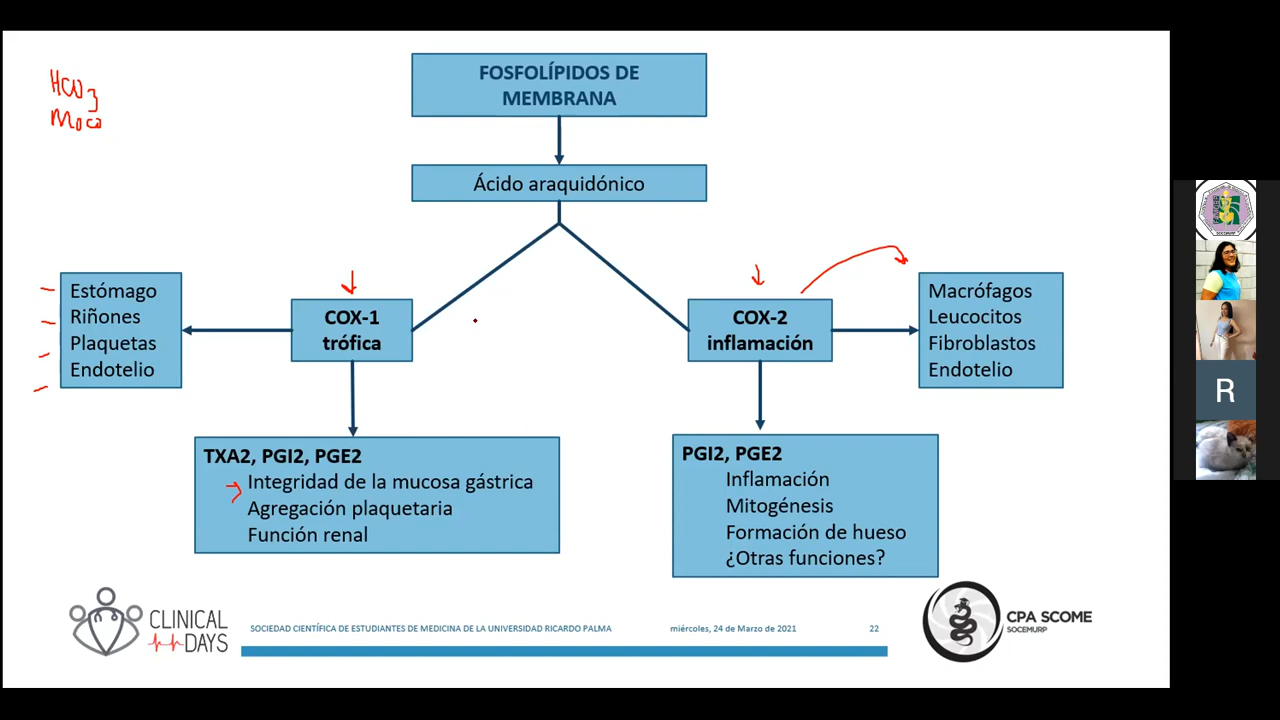 HCO3
Moco
FOSFOLÍPIDOS DE
MEMBRANA
Ácido araquidónico
Estómago
Riñones
Plaquetas
Endotelio
COX-1
trófica
COX-2
inflamación
Macrófagos
Leucocitos
Fibroblastos
Endotelio
TXA2, PGI2, PGE2
Integridad de la mucosa gástrica
Agregación plaquetaria
Función renal
PGI2, PGE2
Inflamación
Mitogénesis
Formación de hueso
¿Otras funciones?
CLINICAL
DAYS
SOCIEDAD CIENTÍFICA DE ESTUDIANTES DE MEDICINA DE LA UNIVERSIDAD RICARDO PALMA
miércoles, 24 de Marzo de 2021
22
CPA SCOME
SOCEMURP
R
SOCEMURP